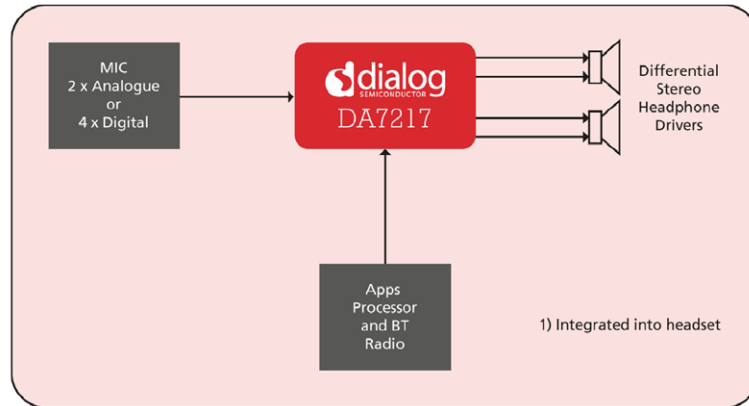 MIC
2 x Analogue
or
4 x Digital
dialog
SEMICONDUCTOR
DA7217
Differential
Stereo
Headphone
Drivers
Apps
Processor
and BT
Radio
1) Integrated into headset